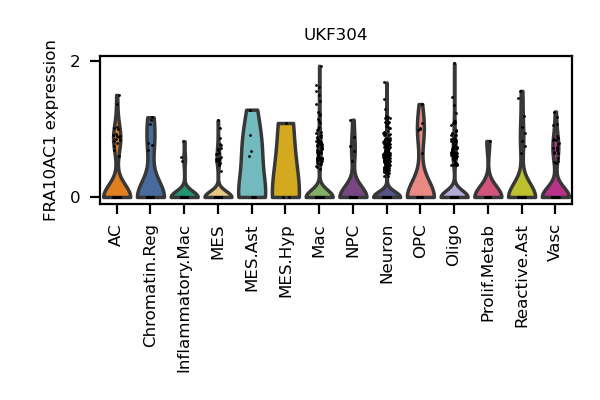 UKF304
FRA10AC1 expression
2
0
AC
Chromatin.Reg
Inflammatory.Mac
MES
MES.Ast
MES.Hyp
Mac
NPC
Neuron
OPC
Oligo
Prolif.Metab
Reactive.Ast
Vasc